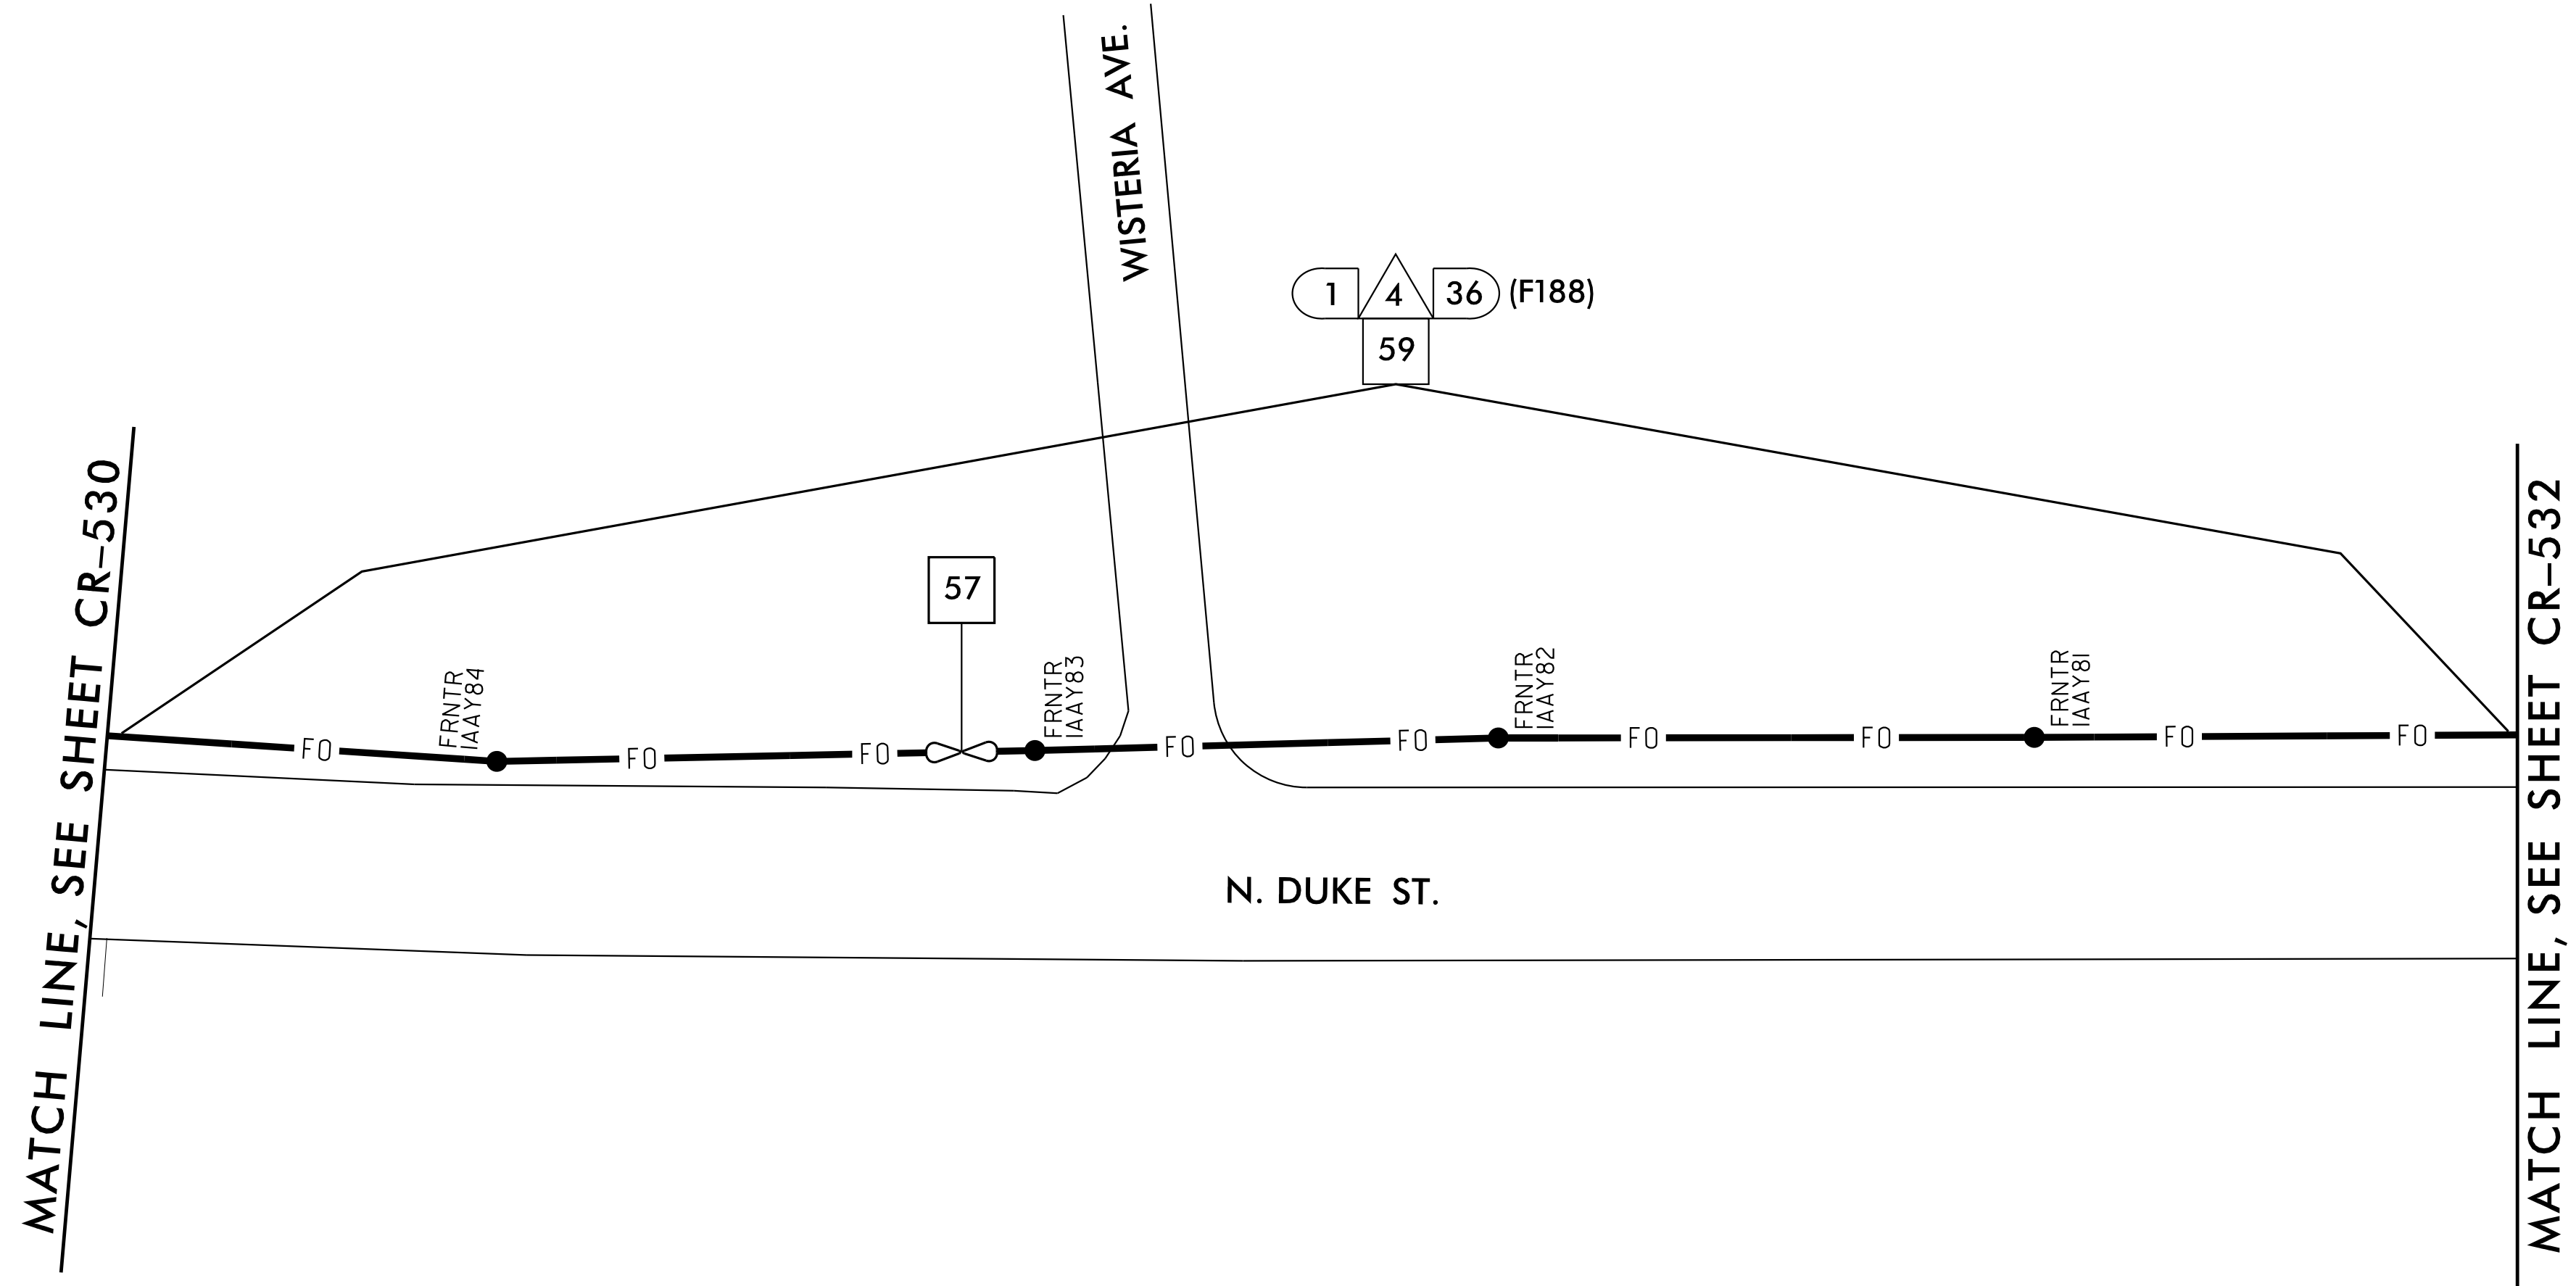 WISTERIA AVE.
1 4 36 (F188)
59
57
MATCH LINE, SEE SHEET CR-530
FRNTR
IAAY84
FRNTR
IAAY83
FRNTR
IAAY82
FRNTR
IAAY81
FO FO FO FO FO FO FO FO FO
N. DUKE ST.
MATCH LINE, SEE SHEET CR-532